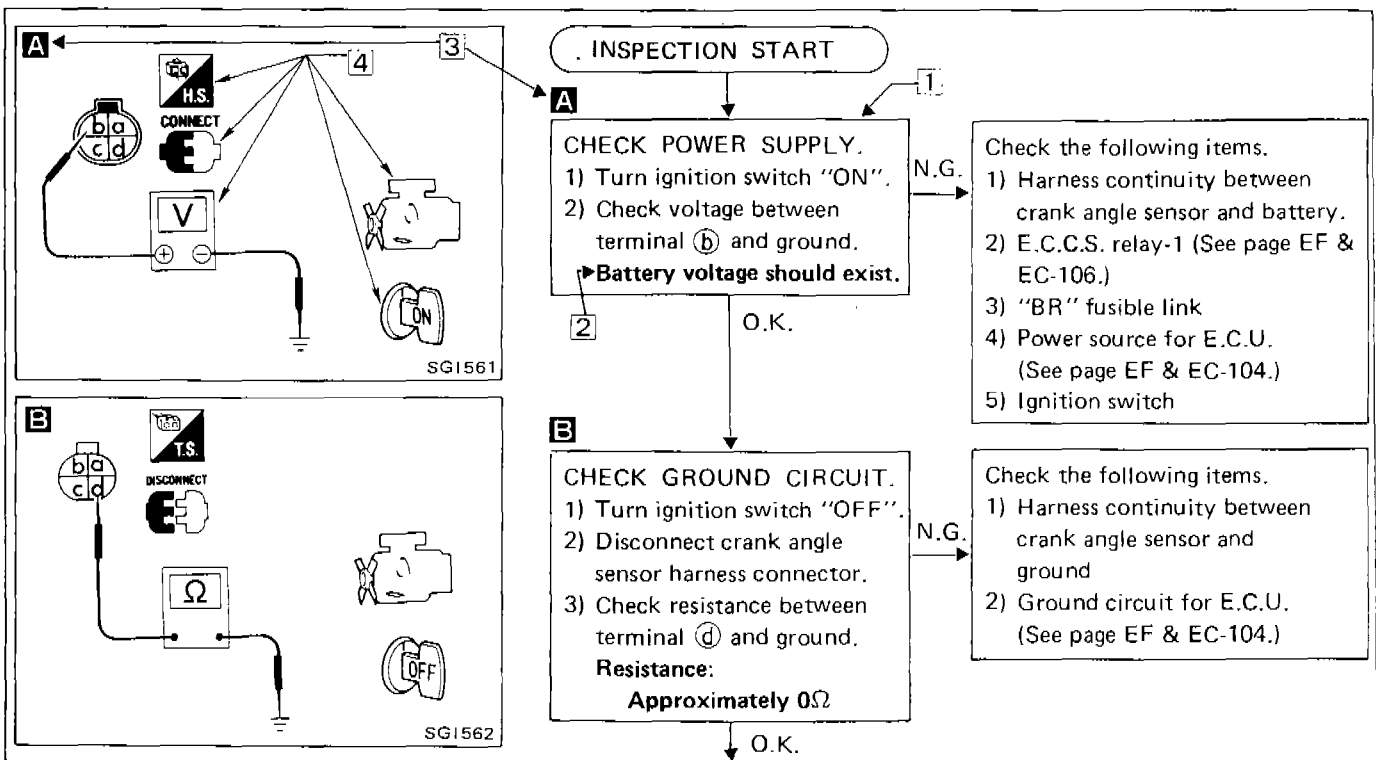 A
3
4
H.S.
CONNECT
b a
c d
V
⊕ ⊖
ON
SGI561
B
T.S.
DISCONNECT
b a
c d
Ω
OFF
SGI562
INSPECTION START
A
1
CHECK POWER SUPPLY.
1) Turn ignition switch "ON".
2) Check voltage between
terminal ⓑ and ground.
Battery voltage should exist.
2
N.G.
O.K.
Check the following items.
1) Harness continuity between
crank angle sensor and battery.
2) E.C.C.S. relay-1 (See page EF &
EC-106.)
3) "BR" fusible link
4) Power source for E.C.U.
(See page EF & EC-104.)
5) Ignition switch
B
CHECK GROUND CIRCUIT.
1) Turn ignition switch "OFF".
2) Disconnect crank angle
sensor harness connector.
3) Check resistance between
terminal ⓓ and ground.
Resistance:
Approximately 0Ω
N.G.
O.K.
Check the following items.
1) Harness continuity between
crank angle sensor and
ground
2) Ground circuit for E.C.U.
(See page EF & EC-104.)